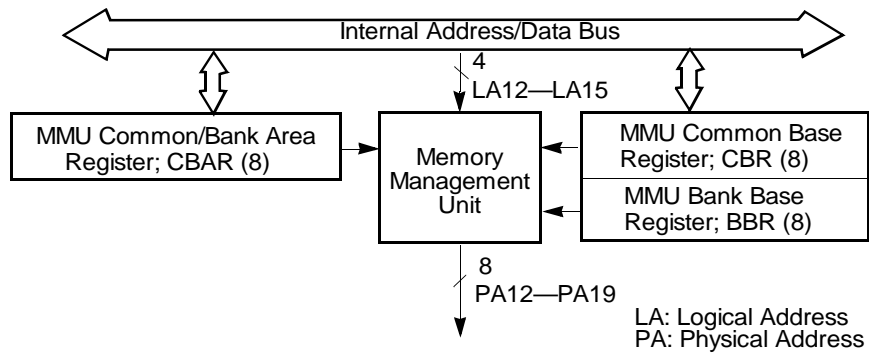 Internal Address/Data Bus
4
LA12—LA15
MMU Common/Bank Area
Register; CBAR (8)
Memory
Management
Unit
MMU Common Base
Register; CBR (8)
MMU Bank Base
Register; BBR (8)
8
PA12—PA19
LA: Logical Address
PA: Physical Address